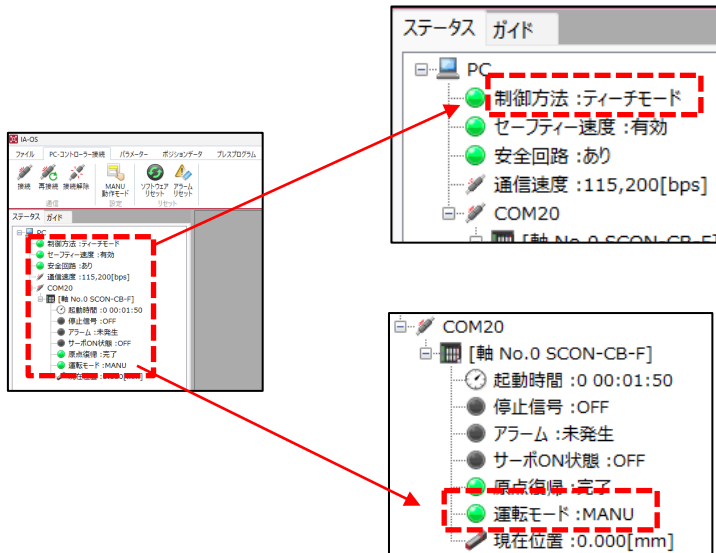 IA-OS
ファイル PC-コントローラー接続 パラメーター ポジションデータ プレスプログラム
接続 再接続 接続解除 MANU 動作モード ソフトウェア リセット アラーム リセット
通信 設定 リセット
ステータス ガイド
PC
制御方法 :ティーチモード
セーフティー速度 :有効
安全回路 :あり
通信速度 :115,200[bps]
COM20
[軸 No.0 SCON-CB-F]
起動時間 :0 00:01:50
停止信号 :OFF
アラーム :未発生
サーボON状態 :OFF
原点復帰 :完了
運転モード :MANU
現在位置 :0.000[mm]
ステータス ガイド
PC
制御方法 :ティーチモード
セーフティー速度 :有効
安全回路 :あり
通信速度 :115,200[bps]
COM20
[軸 No.0 SCON-CB-F]
COM20
[軸 No.0 SCON-CB-F]
起動時間 :0 00:01:50
停止信号 :OFF
アラーム :未発生
サーボON状態 :OFF
原点復帰 :完了
運転モード :MANU
現在位置 :0.000[mm]